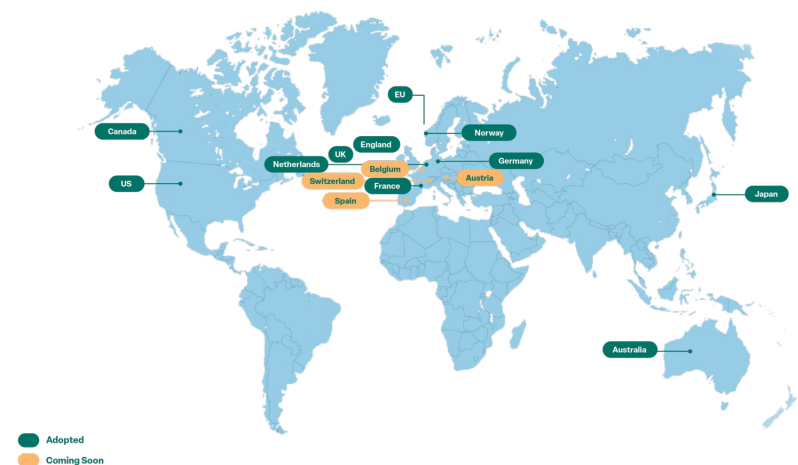 EU
Canada
England
Norway
UK
Netherlands
Germany
Belgium
US
Switzerland
France
Austria
Spain
Japan
Australia
Adopted
Coming Soon